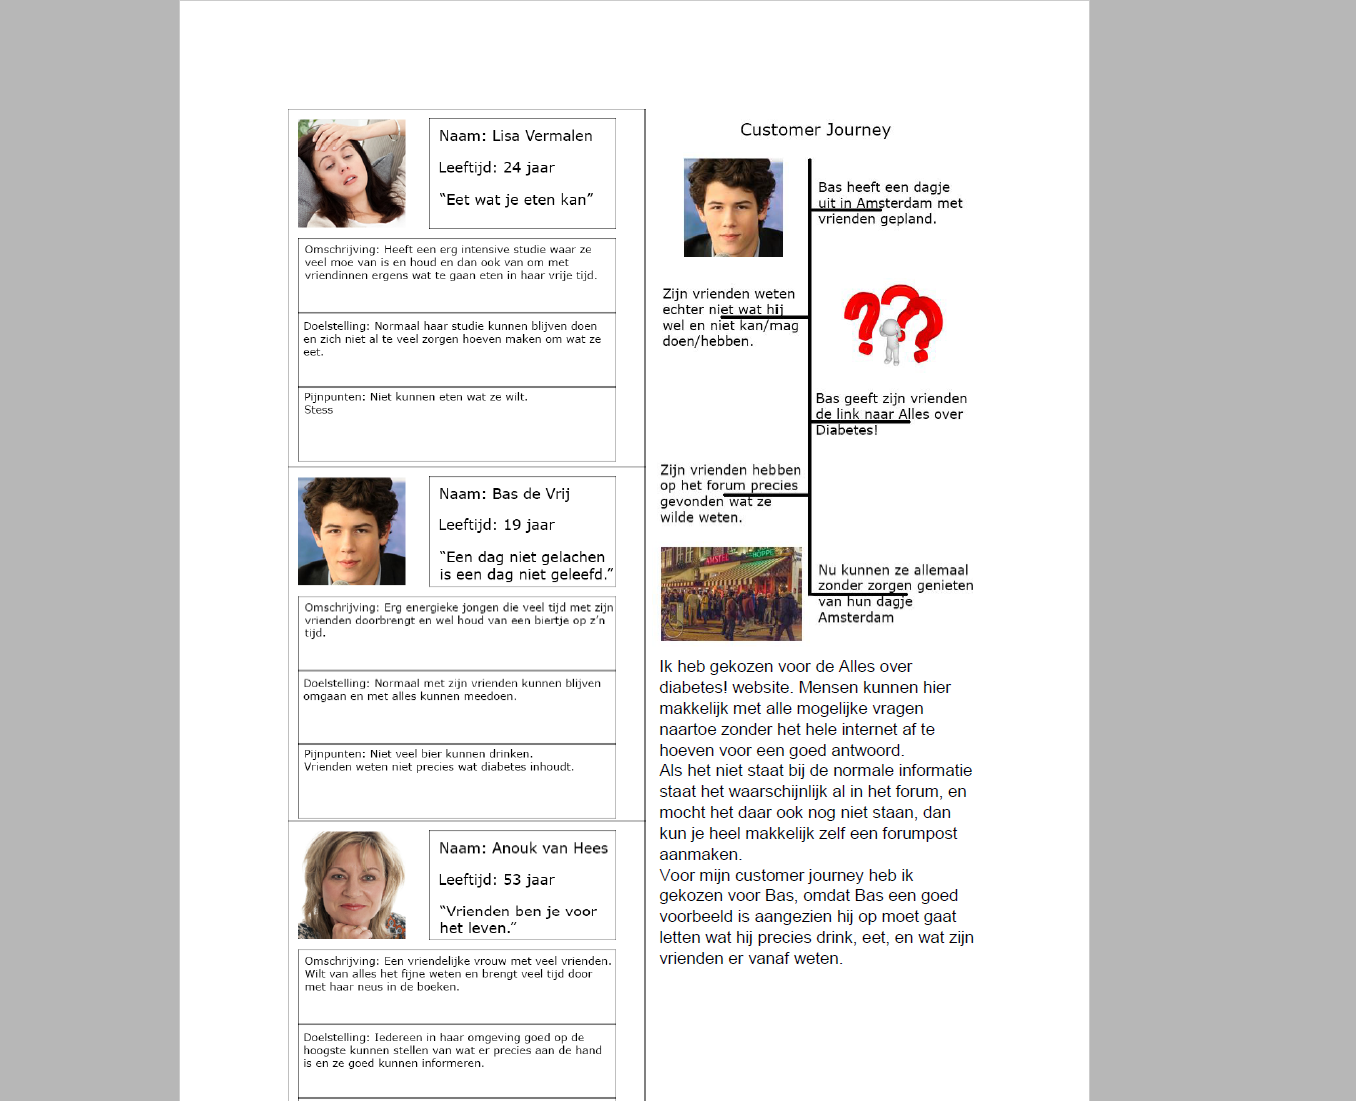 Naam: Lisa Vermalen
Leeftijd: 24 jaar
“Eet wat je eten kan”
Omschrijving: Heeft een erg intensive studie waar ze
veel moe van is en houd en dan ook van om met
vriendinnen ergens wat te gaan eten in haar vrije tijd.
Doelstelling: Normaal haar studie kunnen blijven doen
en zich niet al te veel zorgen hoeven maken om wat ze
eet.
Pijnpunten: Niet kunnen eten wat ze wilt.
Stess
Naam: Bas de Vrij
Leeftijd: 19 jaar
“Een dag niet gelachen
is een dag niet geleefd.”
Omschrijving: Erg energieke jongen die veel tijd met zijn
vrienden doorbrengt en wel houd van een biertje op z’n
tijd.
Doelstelling: Normaal met zijn vrienden kunnen blijven
omgaan en met alles kunnen meedoen.
Pijnpunten: Niet veel bier kunnen drinken.
Vrienden weten niet precies wat diabetes inhoudt.
Naam: Anouk van Hees
Leeftijd: 53 jaar
“Vrienden ben je voor
het leven.”
Omschrijving: Een vriendelijke vrouw met veel vrienden.
Wilt van alles het fijne weten en brengt veel tijd door
met haar neus in de boeken.
Doelstelling: Iedereen in haar omgeving goed op de
hoogste kunnen stellen van wat er precies aan de hand
is en ze goed kunnen informeren.
Customer Journey
Bas heeft een dagje
uit in Amsterdam met
vrienden gepland.
Zijn vrienden weten
echter niet wat hij
wel en niet kan/mag
doen/hebben.
Bas geeft zijn vrienden
de link naar Alles over
Diabetes!
Zijn vrienden hebben
op het forum precies
gevonden wat ze
wilde weten.
AMSTEL
HOPPE
Nu kunnen ze allemaal
zonder zorgen genieten
van hun dagje
Amsterdam
Ik heb gekozen voor de Alles over
diabetes! website. Mensen kunnen hier
makkelijk met alle mogelijke vragen
naartoe zonder het hele internet af te
hoeven voor een goed antwoord.
Als het niet staat bij de normale informatie
staat het waarschijnlijk al in het forum, en
mocht het daar ook nog niet staan, dan
kun je heel makkelijk zelf een forumpost
aanmaken.
Voor mijn customer journey heb ik
gekozen voor Bas, omdat Bas een goed
voorbeeld is aangezien hij op moet gaat
letten wat hij precies drink, eet, en wat zijn
vrienden er vanaf weten.